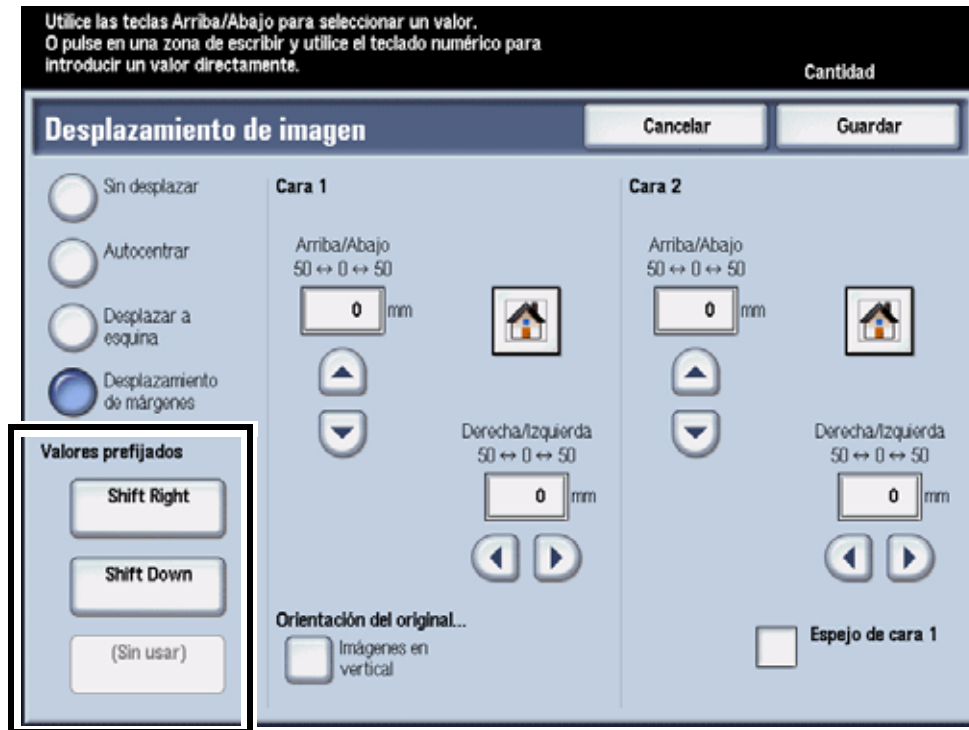 Utilice las teclas Arriba/Abajo para seleccionar un valor.
O pulse en una zona de escribir y utilice el teclado numérico para
introducir un valor directamente.
Cantidad
Desplazamiento de imagen
Cancelar
Guardar
Sin desplazar
Autocentrar
Desplazar a
esquina
Desplazamiento
de márgenes
Valores prefijados
Shift Right
Shift Down
(Sin usar)
Cara 1
Arriba/Abajo
50 ↔ 0 ↔ 50
0 mm
Derecha/Izquierda
50 ↔ 0 ↔ 50
0 mm
Orientación del original...
Imágenes en
vertical
Cara 2
Arriba/Abajo
50 ↔ 0 ↔ 50
0 mm
Derecha/Izquierda
50 ↔ 0 ↔ 50
0 mm
Espejo de cara 1